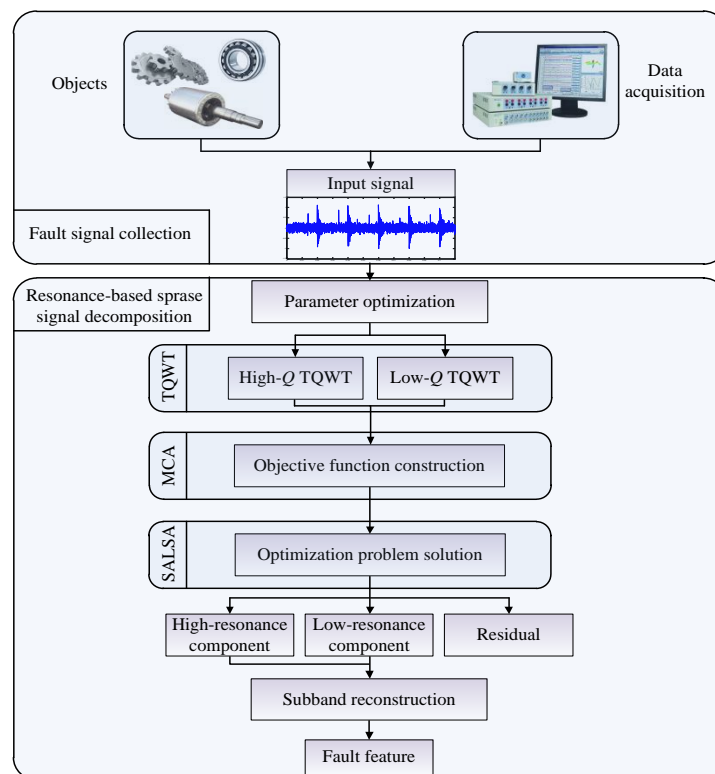 Objects
Data
acquisition
Input signal
Fault signal collection
Resonance-based sprase
signal decomposition
Parameter optimization
TQWT
High-Q TQWT
Low-Q TQWT
MCA
Objective function construction
SALSA
Optimization problem solution
High-resonance
component
Low-resonance
component
Residual
Subband reconstruction
Fault feature